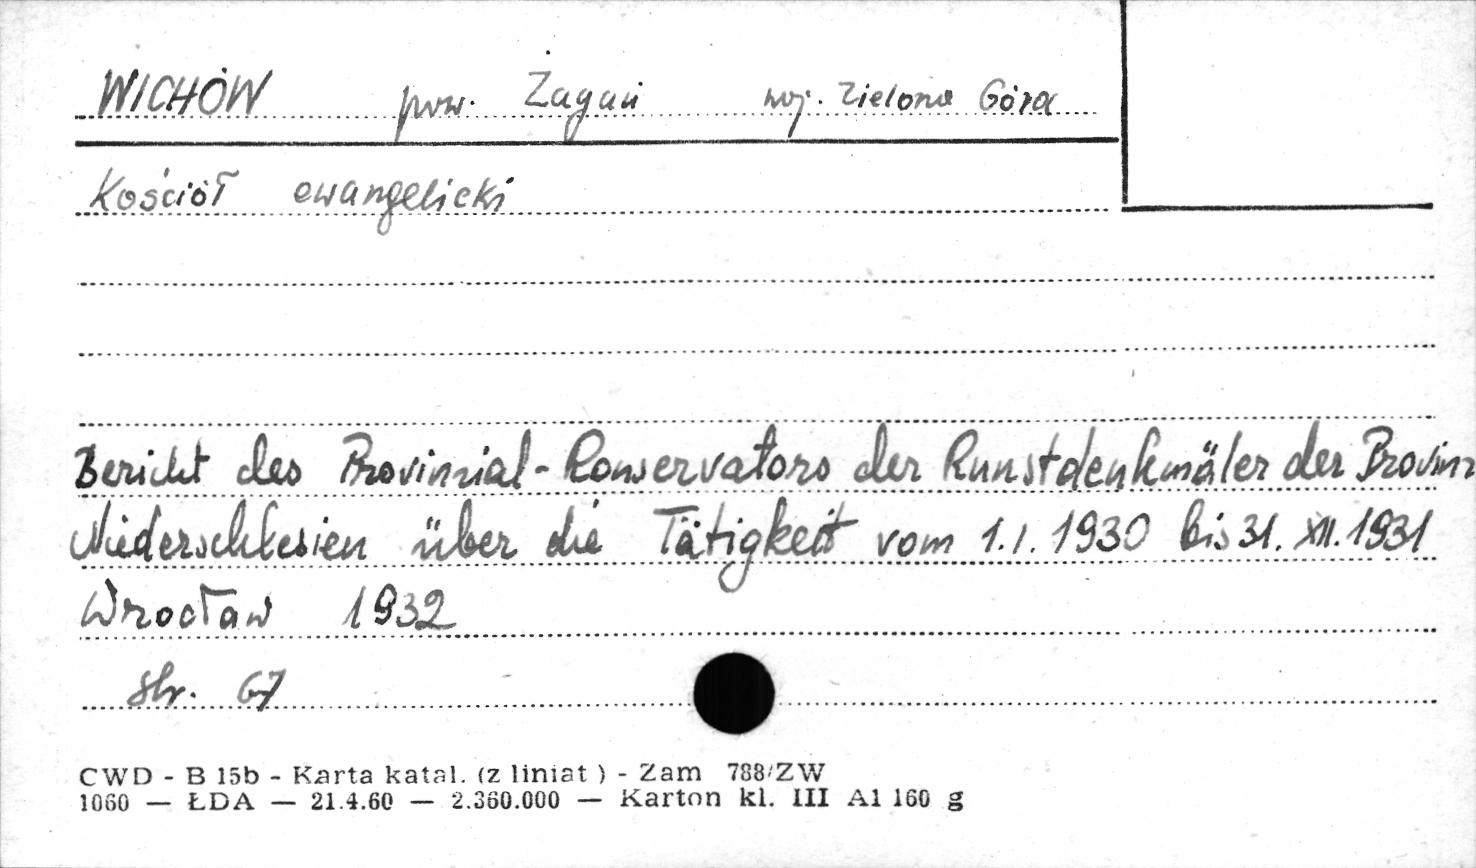 WICHÓW pow. Żagań woj. Zielona Góra
Kościół ewangelicki
Bericht des Provinzial-Konservators der Kunstdenkmäler der Provinz
Niederschlesien über die Tätigkeit vom 1.I. 1930 bis 31. XII. 1931
Wrocław 1932
str. 67
CWD - B 15b - Karta katal. (z liniat ) - Zam 788/ZW
1060 — ŁDA — 21.4.60 — 2.360.000 — Karton kl. III A1 160 g